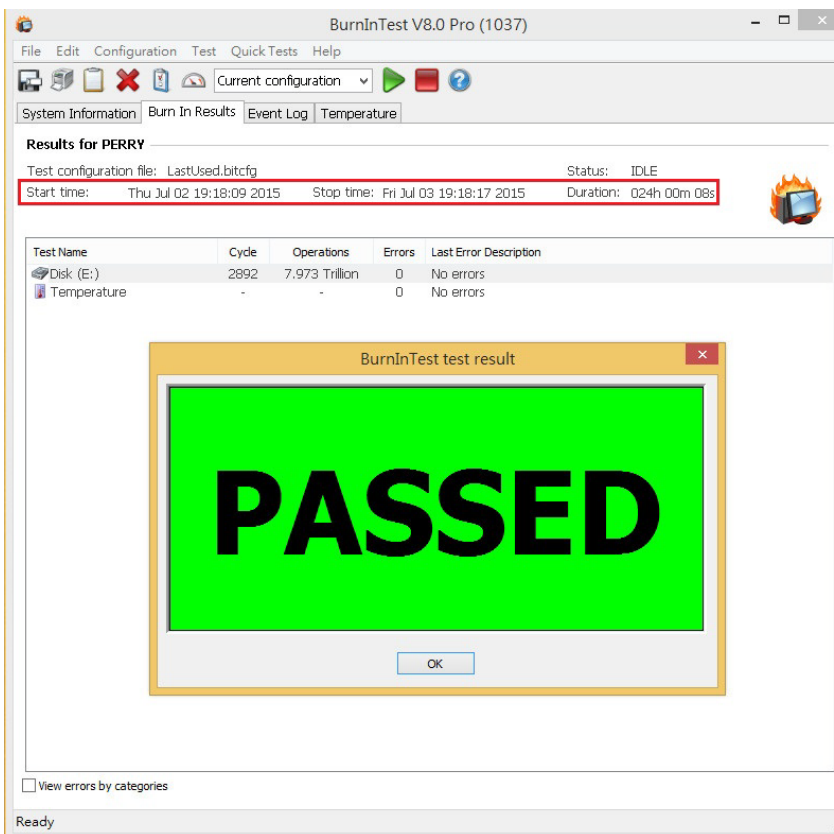 BurnInTest V8.0 Pro (1037)
File Edit Configuration Test Quick Tests Help
Current configuration
System Information Burn In Results Event Log Temperature
Results for PERRY
Test configuration file: LastUsed.bitcfg Status: IDLE
Start time: Thu Jul 02 19:18:09 2015 Stop time: Fri Jul 03 19:18:17 2015 Duration: 024h 00m 08s
Test Name Cycle Operations Errors Last Error Description
Disk (E:) 2892 7.973 Trillion 0 No errors
Temperature - - 0 No errors
BurnInTest test result
PASSED
OK
View errors by categories
Ready